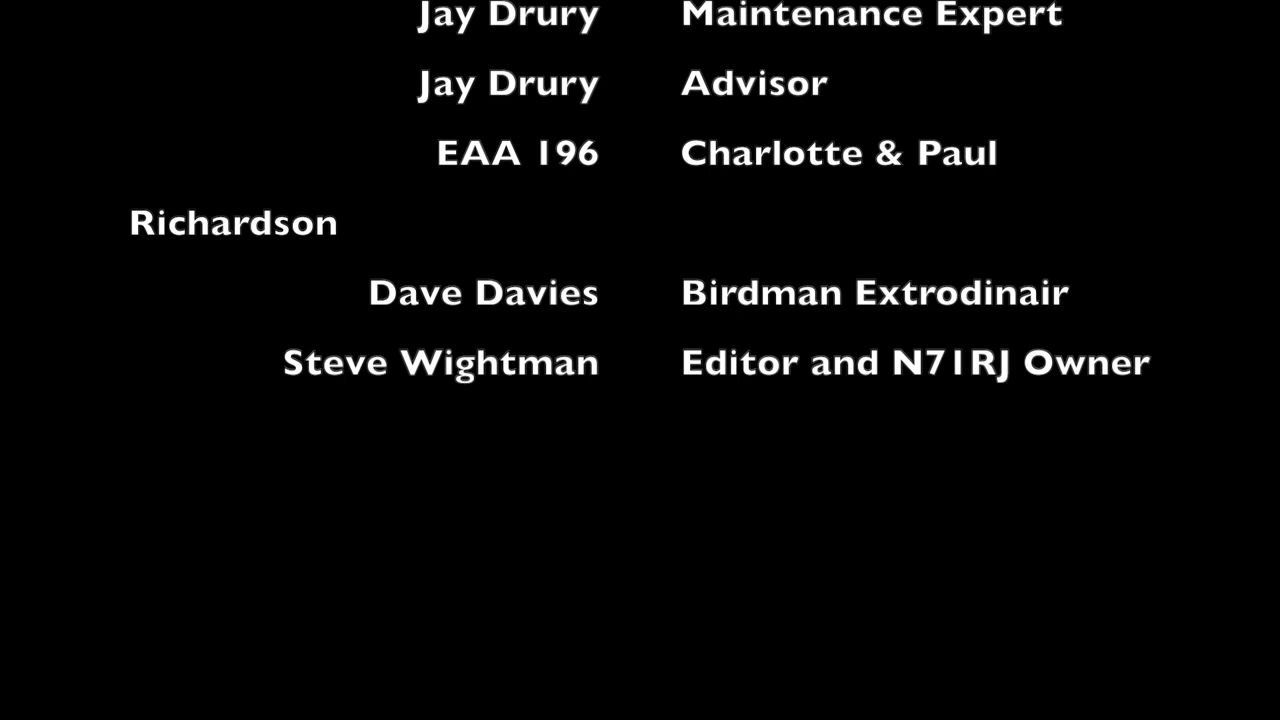 Jay Drury Maintenance Expert
Jay Drury Advisor
EAA 196 Charlotte & Paul
Richardson
Dave Davies Birdman Extrodinair
Steve Wightman Editor and N71RJ Owner